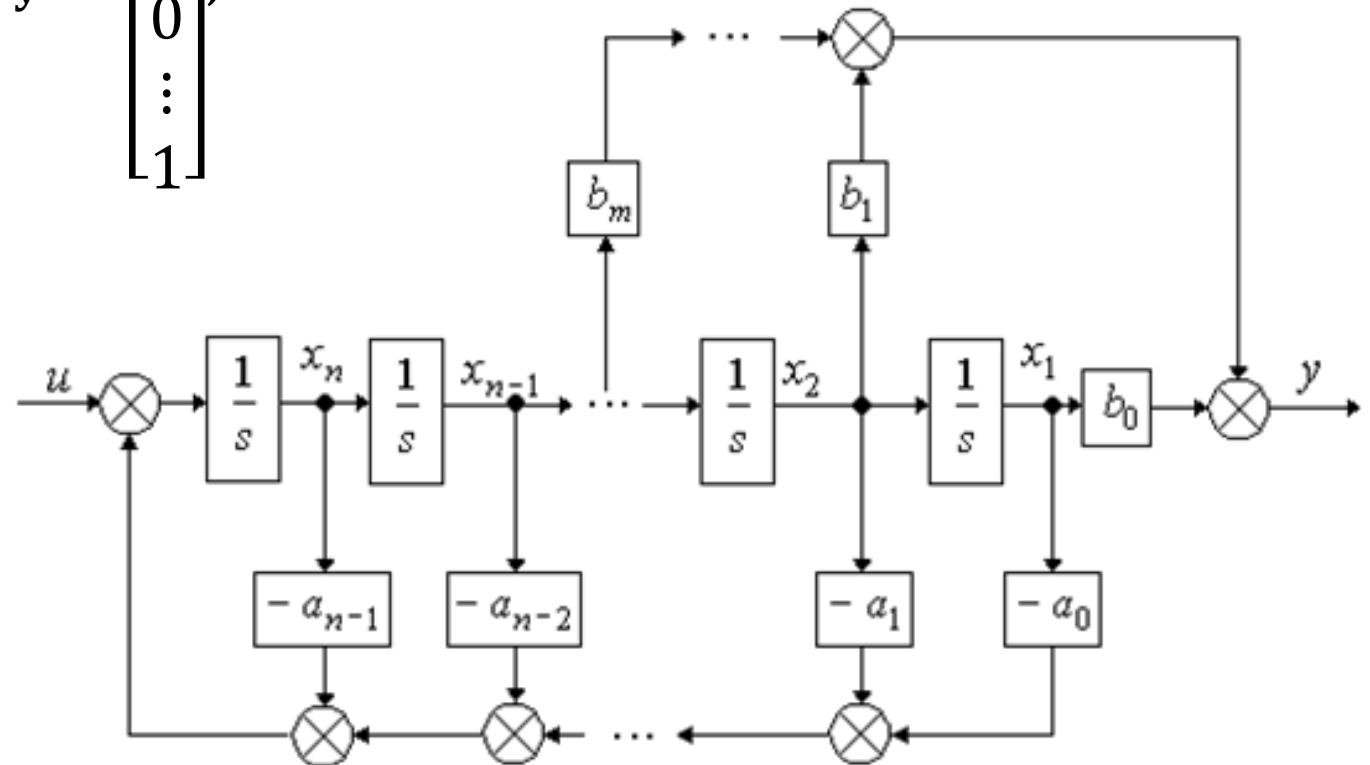 y
0
⋮
1
,
⋯
b_m
b_1
u
1/s
x_n
1/s
x_{n-1}
⋯
1/s
x_2
1/s
x_1
b_0
y
− a_{n-1}
− a_{n-2}
− a_1
− a_0
⋯